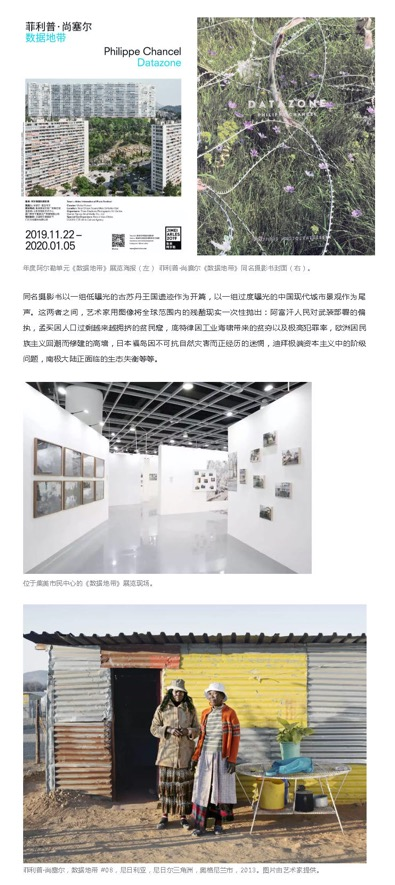 菲利普·尚塞尔
数据地带
Philippe Chancel
Datazone
2019.11.22 –
2020.01.05
JIMEI
ARLES
2019
DATAZONE
PHILIPPE CHANCEL
年度阿尔勒单元《数据地带》展览海报（左） 菲利普·尚塞尔《数据地带》同名摄影书封面（右）。
同名摄影书以一组低曝光的古苏丹王国遗迹作为开篇，以一组过度曝光的中国现代城市景观作为尾
声。这两者之间，艺术家用图像将全球范围内的残酷现实一次性抛出：阿富汗人民对武装部署的偏
执，孟买因人口过剩越来越拥挤的贫民窟，底特律因工业海啸带来的贫穷以及极高犯罪率，欧洲因民
族主义回潮而修建的高墙，日本福岛因不可抗自然灾害而正经历的迷惘，迪拜极端资本主义中的阶级
问题，南极大陆正面临的生态失衡等等。
位于集美市民中心的《数据地带》展览现场。
菲利普·尚塞尔，数据地带 #08，尼日利亚，尼日尔三角洲，奥格尼兰市，2013。图片由艺术家提供。